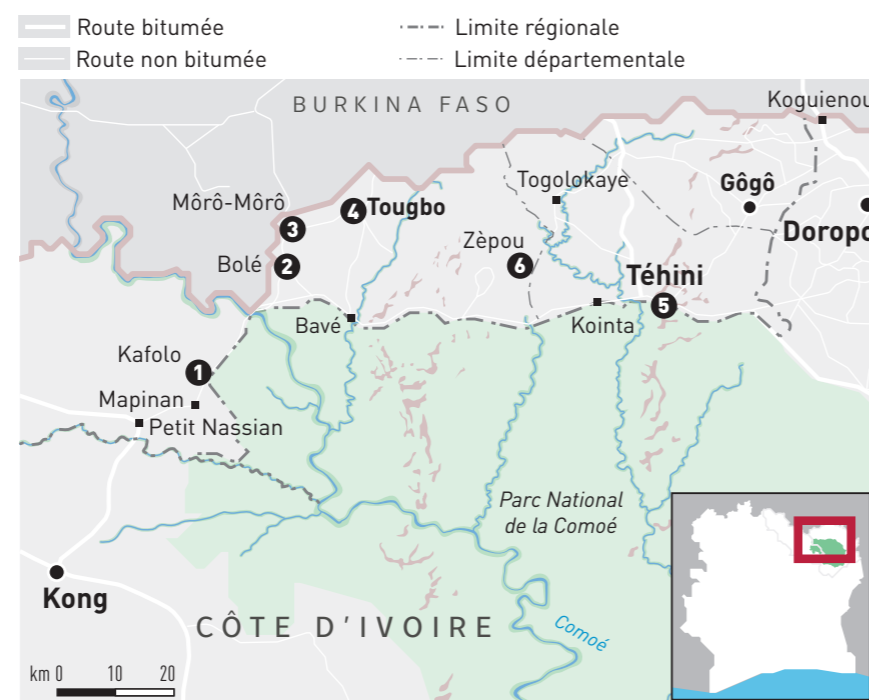 Route bitumée
Limite régionale
Route non bitumée
Limite départementale
BURKINA FASO
Koguienou
Togolokaye
Gôgô
Môrô-Môrô
3
4 Tougbo
Doropo
Bolé
2
Zèpou
6
Téhini
5
Bavé
Kointa
Kafolo
1
Mapinan
Petit Nassian
Parc National
de la Comoé
Kong
CÔTE D'IVOIRE
Comoé
km 0 10 20